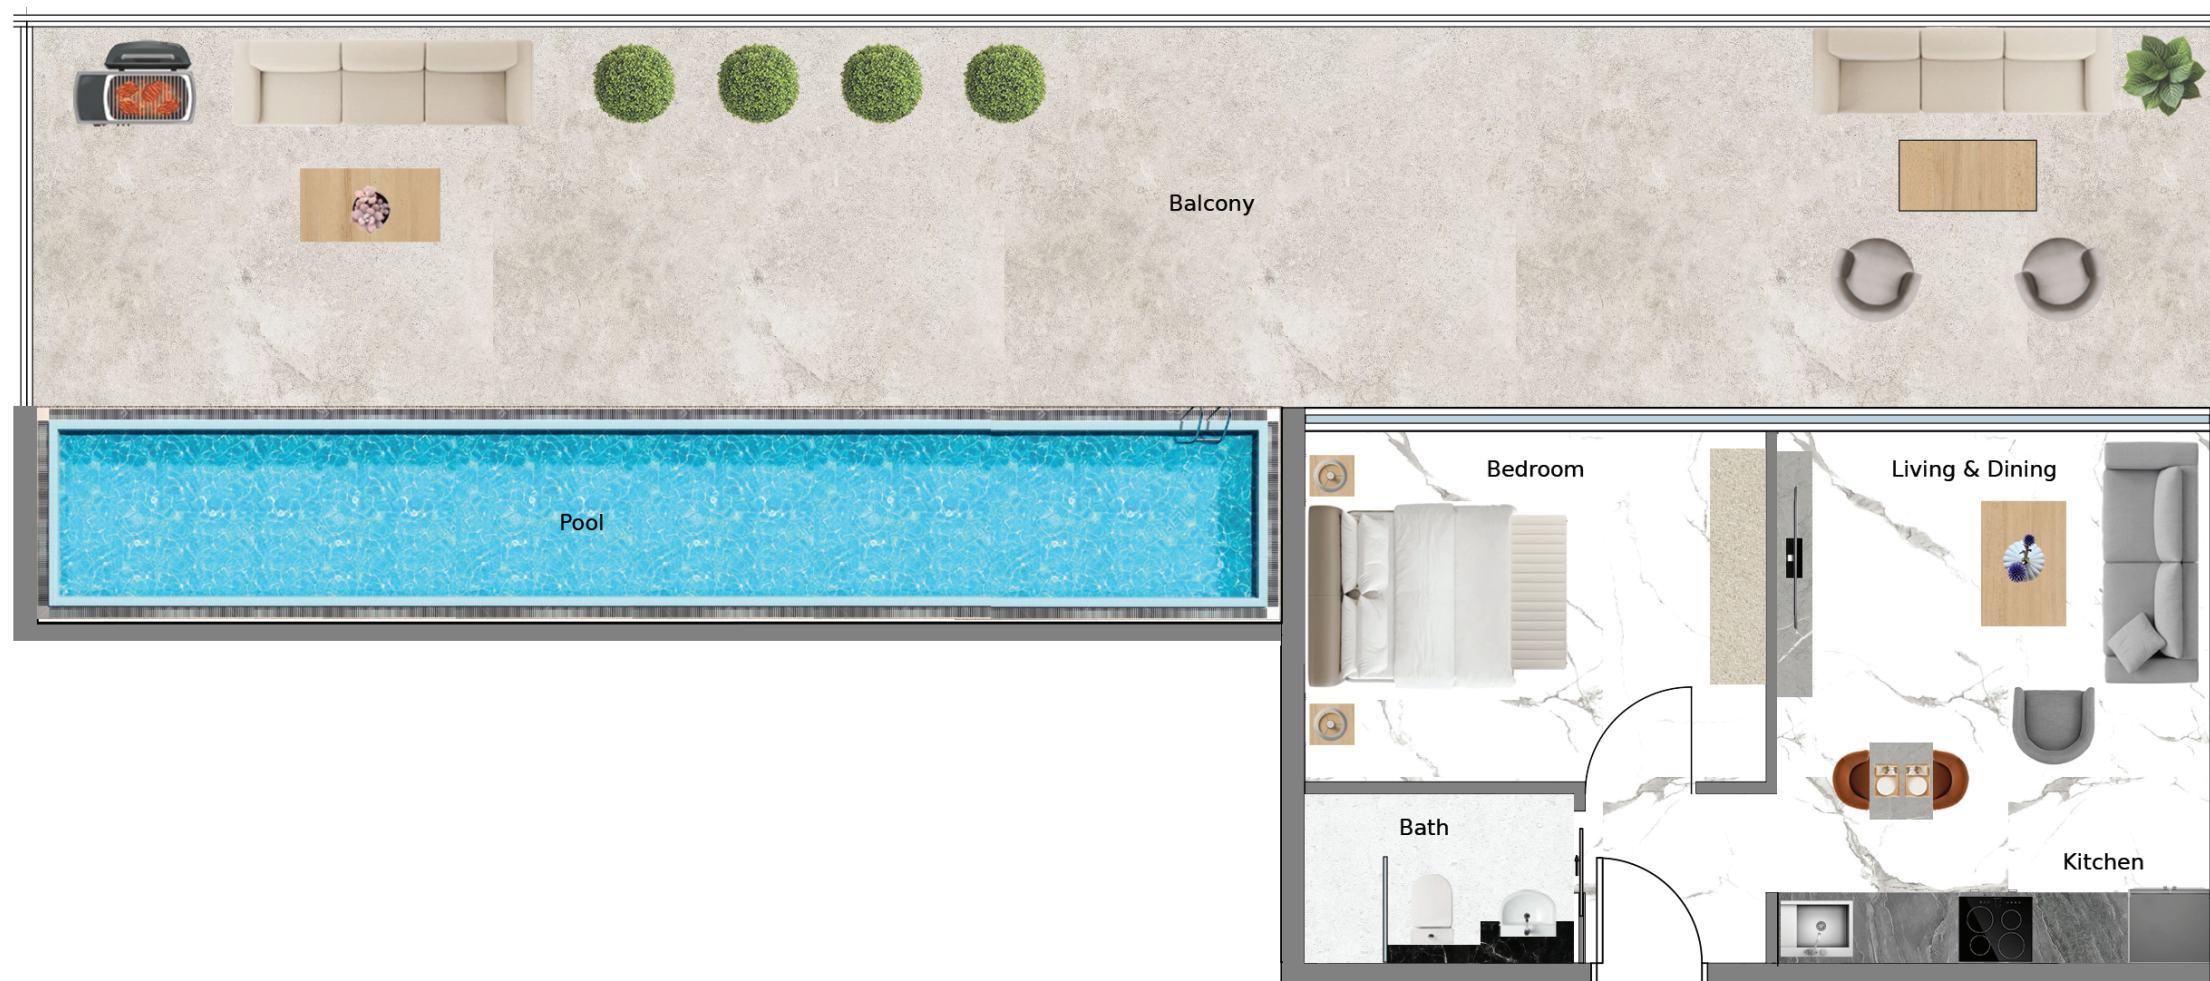 Balcony
Bedroom
Living & Dining
Pool
Bath
Kitchen